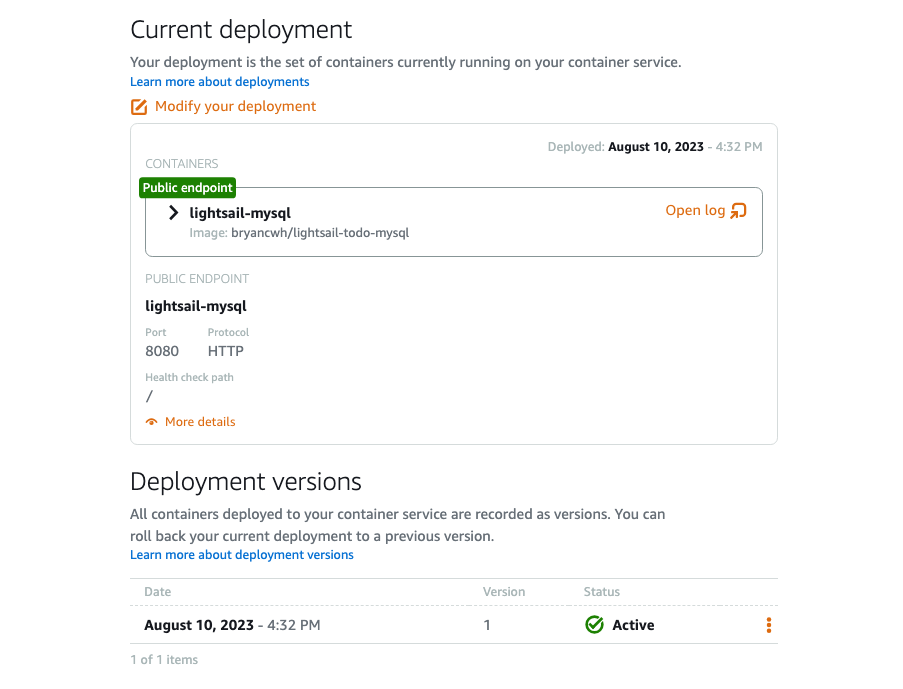 Current deployment
Your deployment is the set of containers currently running on your container service.
Learn more about deployments
Modify your deployment
Deployed: August 10, 2023 - 4:32 PM
CONTAINERS
Public endpoint
lightsail-mysql
Open log
Image: bryancwh/lightsail-todo-mysql
PUBLIC ENDPOINT
lightsail-mysql
Port Protocol
8080 HTTP
Health check path
/
More details
Deployment versions
All containers deployed to your container service are recorded as versions. You can
roll back your current deployment to a previous version.
Learn more about deployment versions
Date Version Status
August 10, 2023 - 4:32 PM 1 Active
1 of 1 items